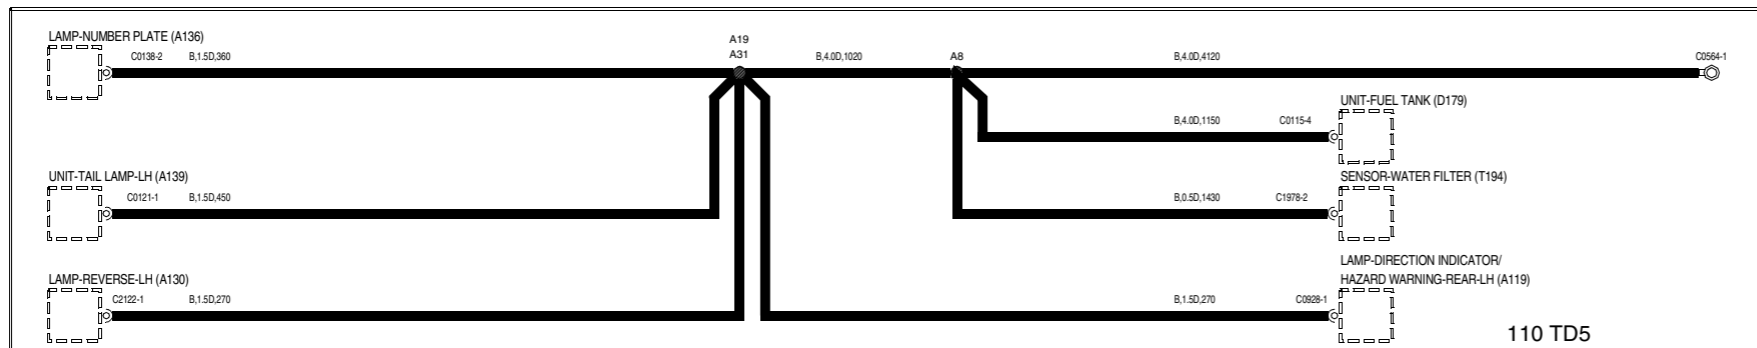 LAMP-NUMBER PLATE (A136)
C0138-2
B,1.5D,360
A19
A31
B,4.0D,1020
A8
B,4.0D,4120
C0564-1
UNIT-FUEL TANK (D179)
B,4.0D,1150
C0115-4
UNIT-TAIL LAMP-LH (A139)
C0121-1
B,1.5D,450
SENSOR-WATER FILTER (T194)
B,0.5D,1430
C1978-2
LAMP-REVERSE-LH (A130)
C2122-1
B,1.5D,270
LAMP-DIRECTION INDICATOR/
HAZARD WARNING-REAR-LH (A119)
B,1.5D,270
C0928-1
110 TD5